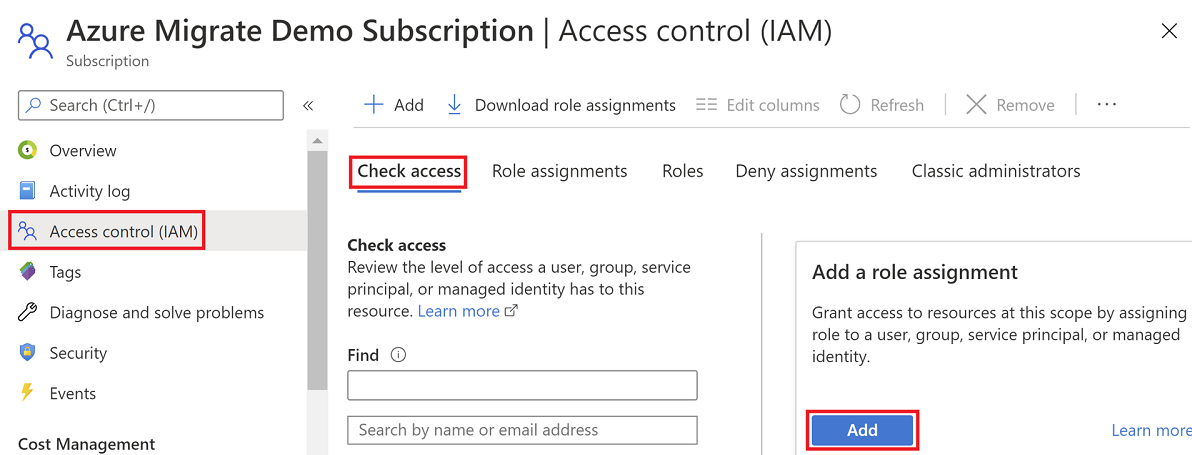 Azure Migrate Demo Subscription | Access control (IAM)
Subscription
Search (Ctrl+/)
«
Add
Download role assignments
Edit columns
Refresh
Remove
...
Overview
Activity log
Access control (IAM)
Tags
Diagnose and solve problems
Security
Events
Cost Management
Check access
Role assignments
Roles
Deny assignments
Classic administrators
Check access
Review the level of access a user, group, service
principal, or managed identity has to this
resource. Learn more
Find
Search by name or email address
Add a role assignment
Grant access to resources at this scope by assigning
role to a user, group, service principal, or managed
identity.
Add
Learn more